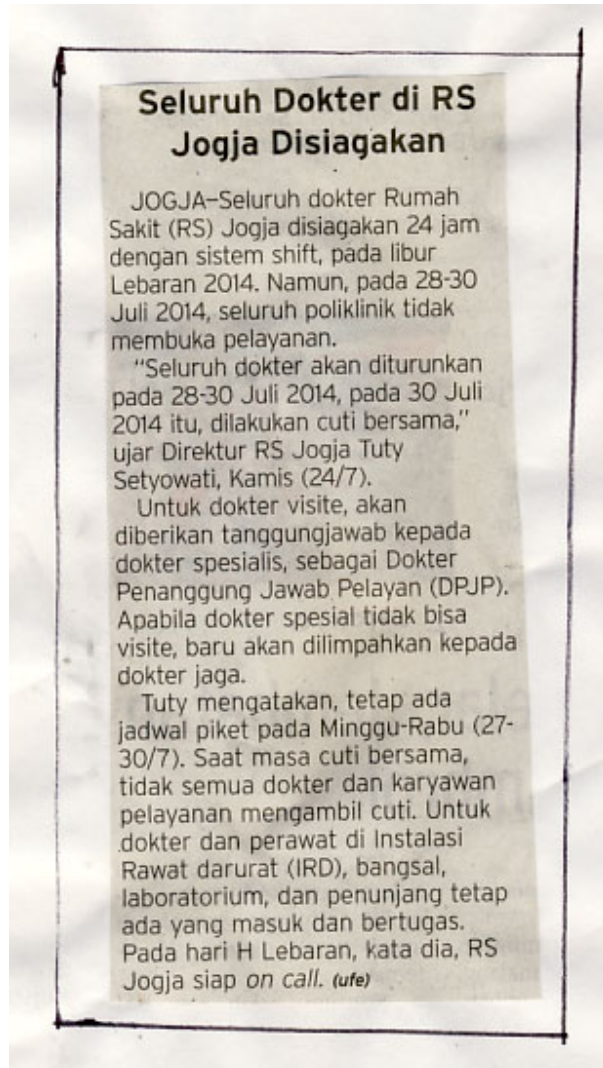 Seluruh Dokter di RS
Jogja Disiagakan
JOGJA—Seluruh dokter Rumah
Sakit (RS) Jogja disiagakan 24 jam
dengan sistem shift, pada libur
Lebaran 2014. Namun, pada 28-30
Juli 2014, seluruh poliklinik tidak
membuka pelayanan.
“Seluruh dokter akan diturunkan
pada 28-30 Juli 2014, pada 30 Juli
2014 itu, dilakukan cuti bersama,”
ujar Direktur RS Jogja Tuty
Setyowati, Kamis (24/7).
Untuk dokter visite, akan
diberikan tanggungjawab kepada
dokter spesialis, sebagai Dokter
Penanggung Jawab Pelayan (DPJP).
Apabila dokter spesial tidak bisa
visite, baru akan dilimpahkan kepada
dokter jaga.
Tuty mengatakan, tetap ada
jadwal piket pada Minggu-Rabu (27-
30/7). Saat masa cuti bersama,
tidak semua dokter dan karyawan
pelayanan mengambil cuti. Untuk
dokter dan perawat di Instalasi
Rawat darurat (IRD), bangsal,
laboratorium, dan penunjang tetap
ada yang masuk dan bertugas.
Pada hari H Lebaran, kata dia, RS
Jogja siap on call. (ufe)